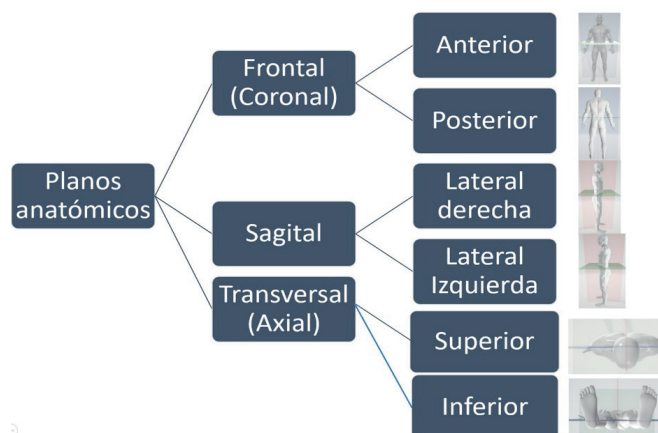 Planos
anatómicos
Frontal
(Coronal)
Anterior
Posterior
Sagital
Lateral
derecha
Lateral
Izquierda
Transversal
(Axial)
Superior
Inferior